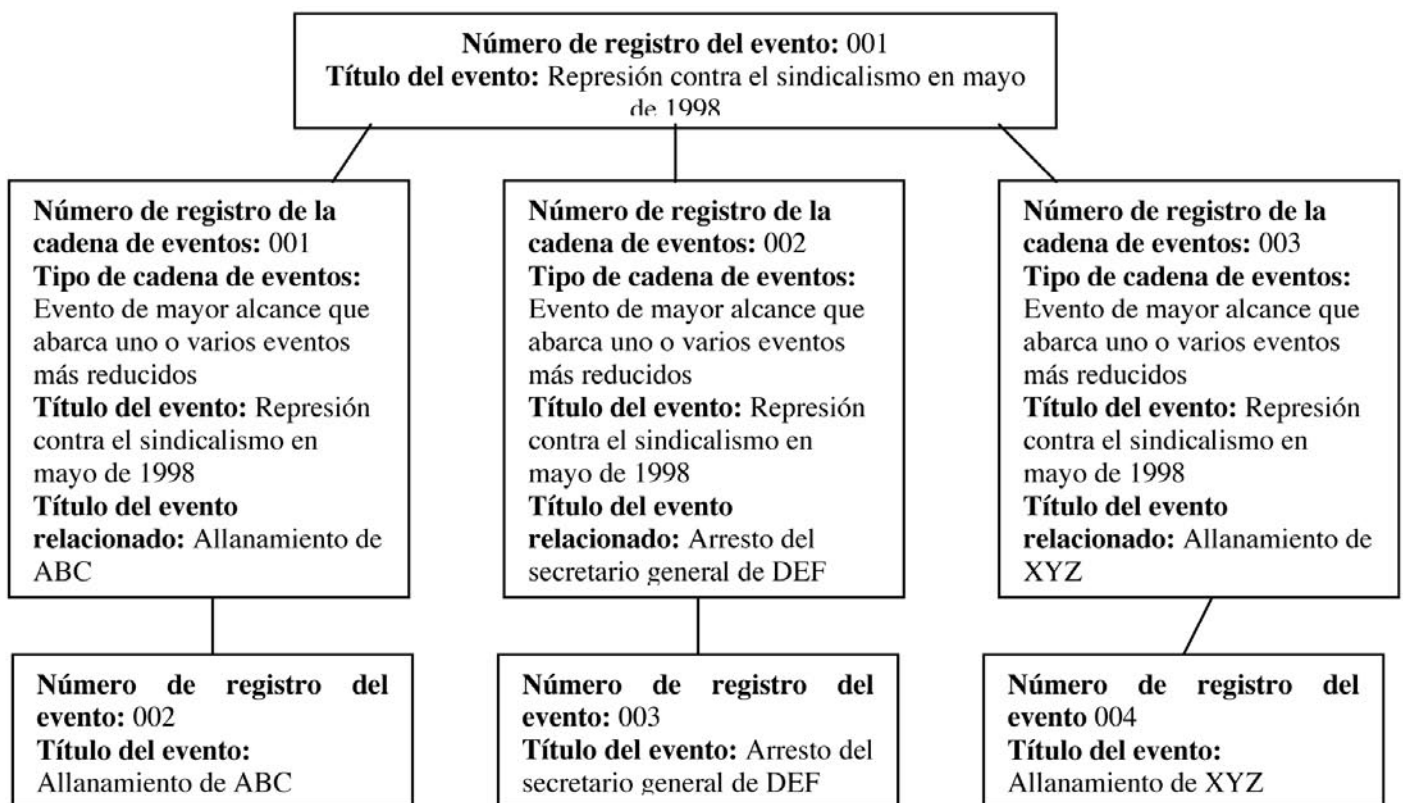 Número de registro del evento: 001
Título del evento: Represión contra el sindicalismo en mayo
de 1998
Número de registro de la
cadena de eventos: 001
Tipo de cadena de eventos:
Evento de mayor alcance que
abarca uno o varios eventos
más reducidos
Título del evento: Represión
contra el sindicalismo en
mayo de 1998
Título del evento
relacionado: Allanamiento de
ABC
Número de registro de la
cadena de eventos: 002
Tipo de cadena de eventos:
Evento de mayor alcance que
abarca uno o varios eventos
más reducidos
Título del evento: Represión
contra el sindicalismo en
mayo de 1998
Título del evento
relacionado: Arresto del
secretario general de DEF
Número de registro de la
cadena de eventos: 003
Tipo de cadena de eventos:
Evento de mayor alcance que
abarca uno o varios eventos
más reducidos
Título del evento: Represión
contra el sindicalismo en
mayo de 1998
Título del evento
relacionado: Allanamiento de
XYZ
Número de registro del
evento: 002
Título del evento:
Allanamiento de ABC
Número de registro del
evento: 003
Título del evento: Arresto del
secretario general de DEF
Número de registro del
evento 004
Título del evento:
Allanamiento de XYZ